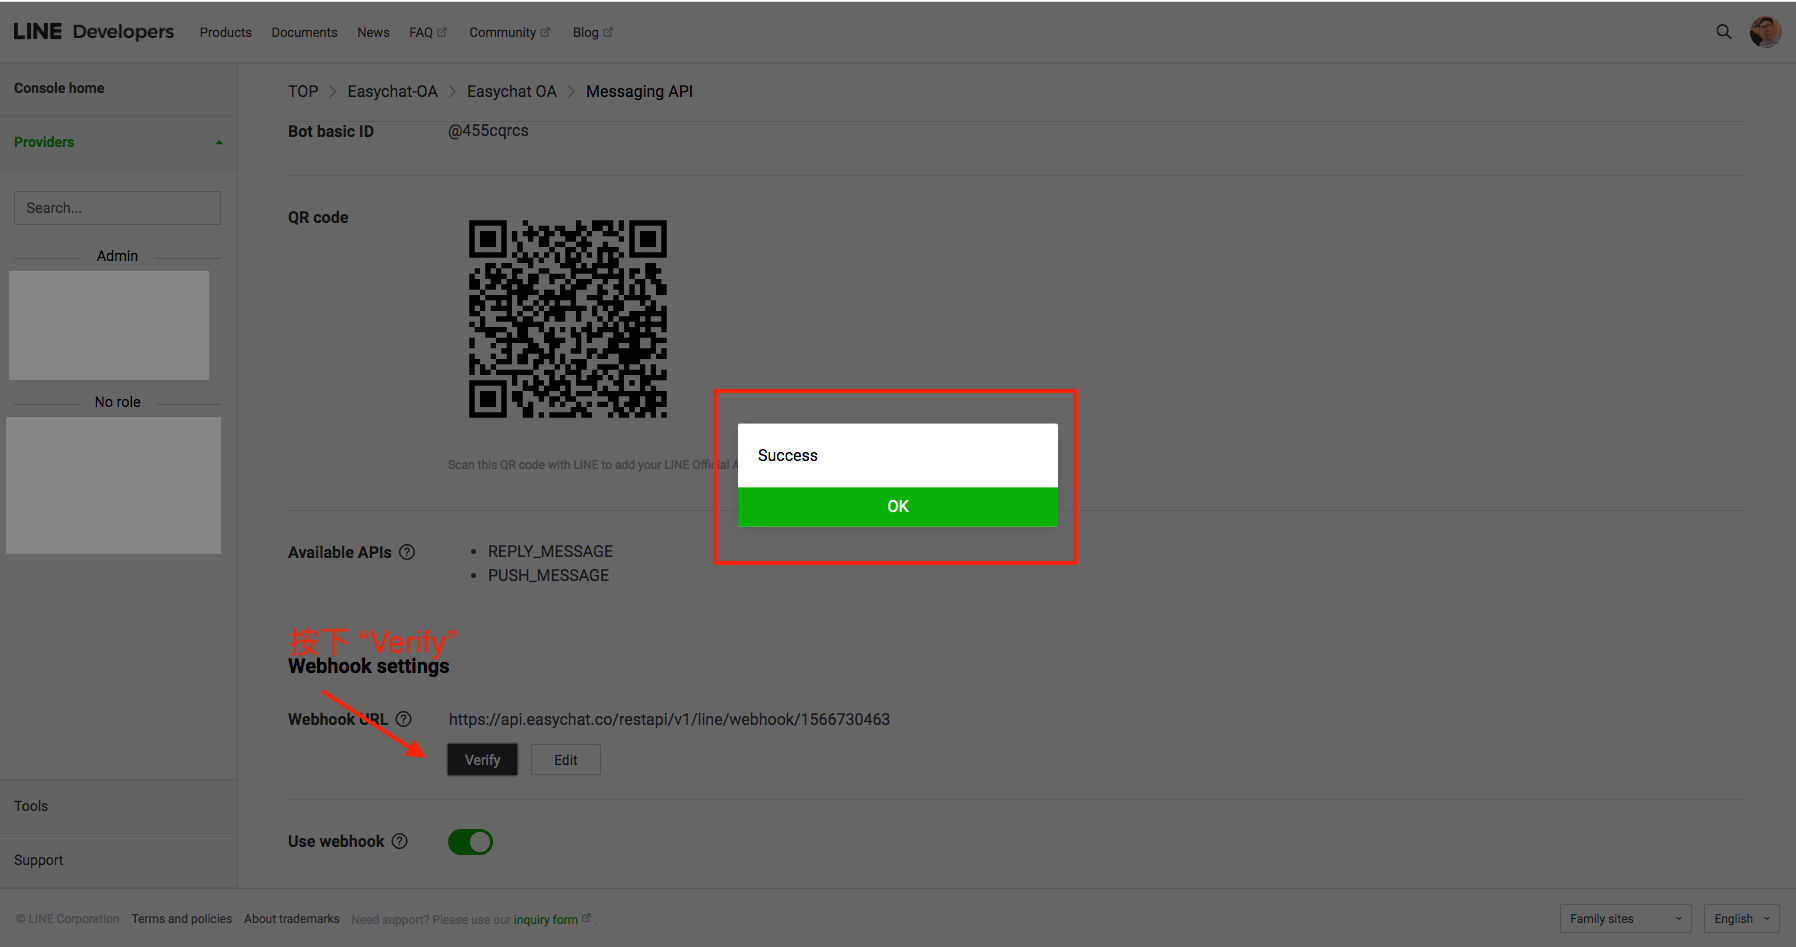 LINE Developers Products Documents News FAQ Community Blog
Console home
Providers
Search...
Admin
No role
Tools
Support
TOP > Easychat-OA > Easychat OA > Messaging API
Bot basic ID @455cqrcs
QR code
Scan this QR code with LINE to add your LINE Official A
Success
OK
Available APIs ?
• REPLY_MESSAGE
• PUSH_MESSAGE
按下 “Verify”
Webhook settings
Webhook URL ? https://api.easychat.co/restapi/v1/line/webhook/1566730463
Verify Edit
Use webhook ?
© LINE Corporation Terms and policies About trademarks Need support? Please use our inquiry form .
Family sites English